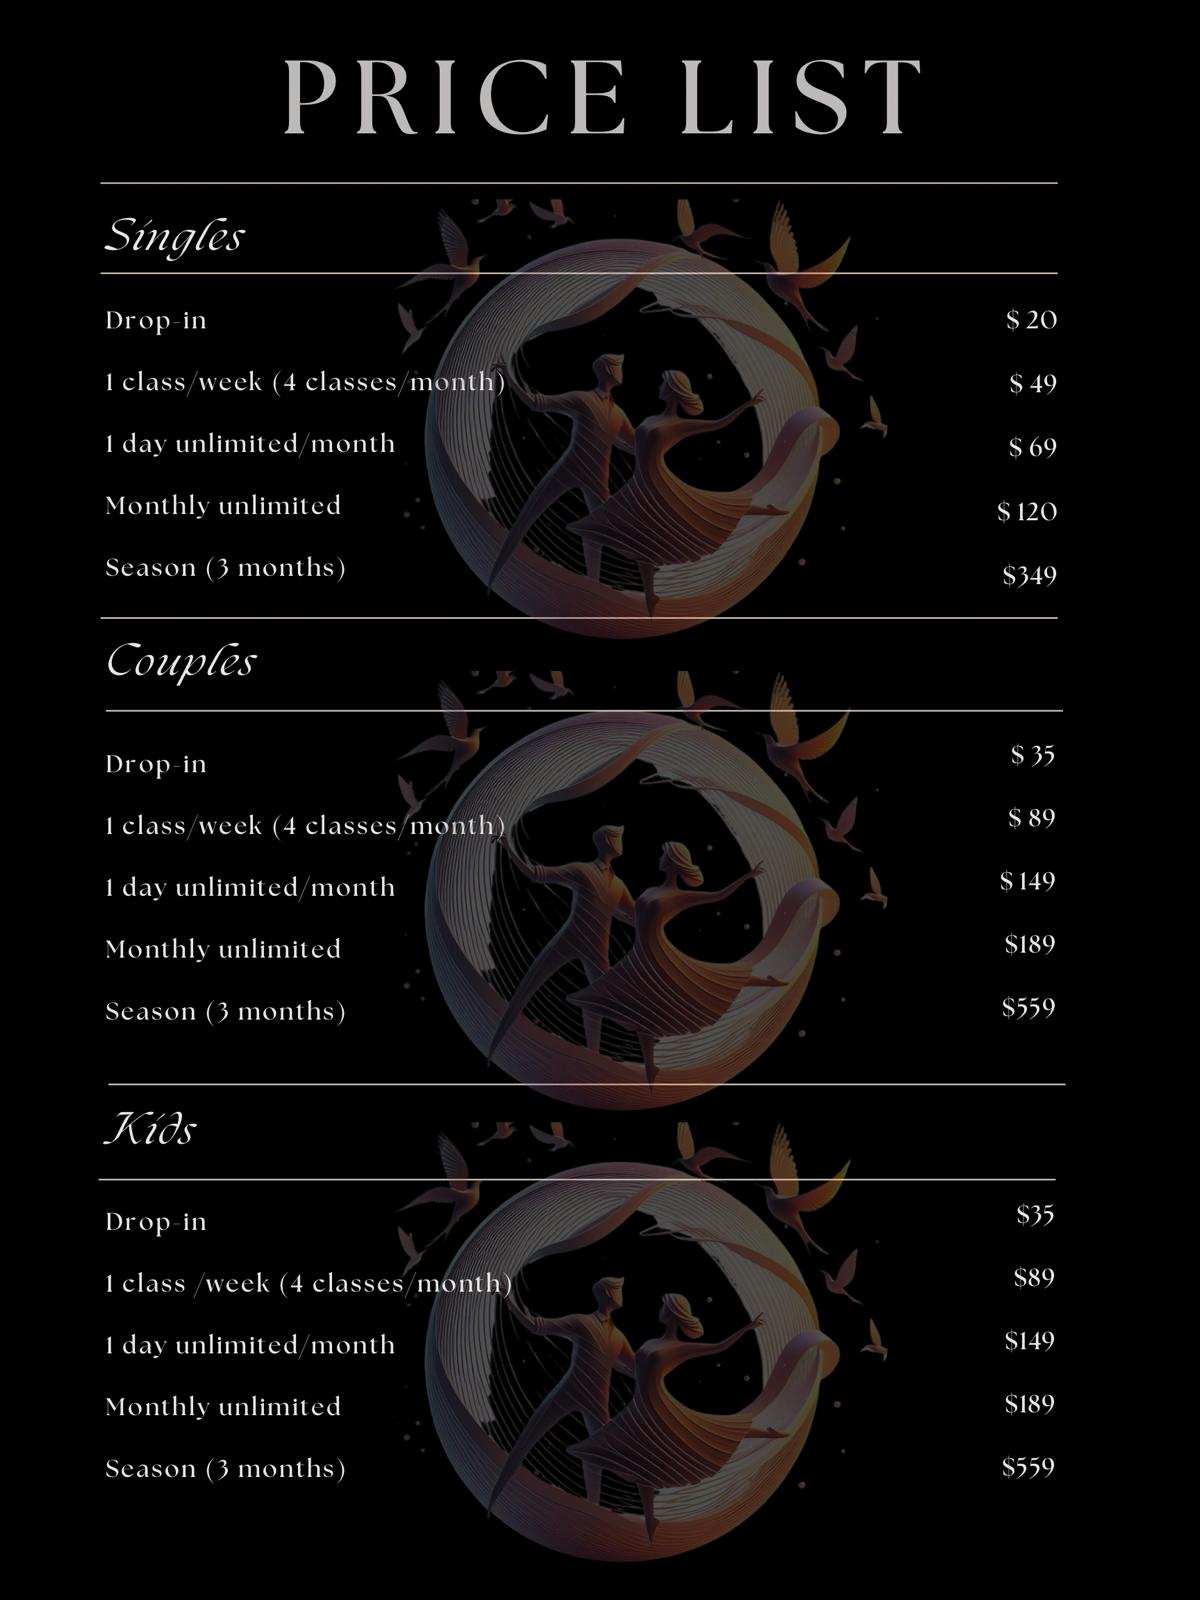 PRICE LIST
Singles
Drop-in $ 20
1 class/week (4 classes/month) $ 49
1 day unlimited/month $ 69
Monthly unlimited $ 120
Season (3 months) $349
Couples
Drop-in $ 35
1 class/week (4 classes/month) $ 89
1 day unlimited/month $ 149
Monthly unlimited $189
Season (3 months) $559
Kids
Drop-in $35
1 class /week (4 classes/month) $89
1 day unlimited/month $149
Monthly unlimited $189
Season (3 months) $559